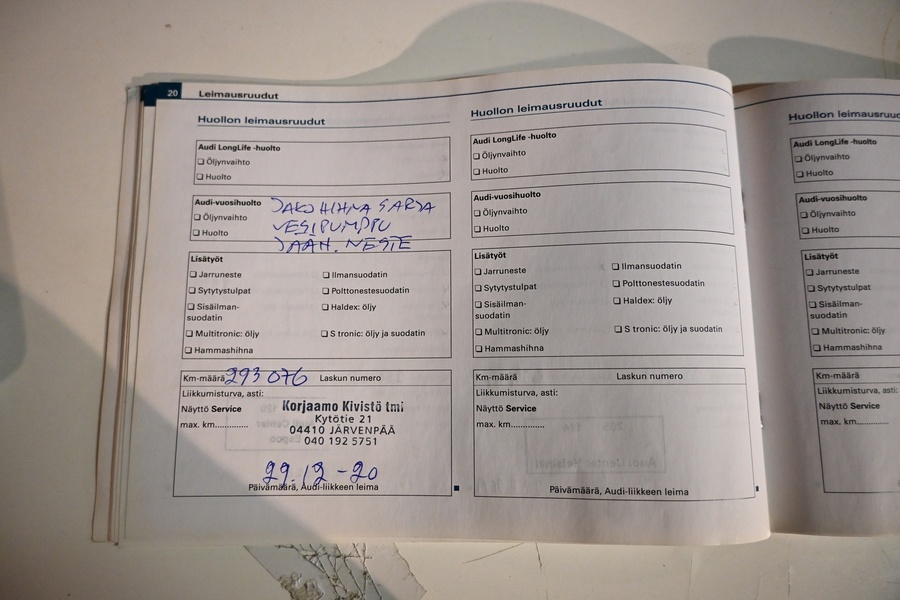 20 Leimausruudut
Huollon leimausruudut
Audi LongLife -huolto
Öljynvaihto
Huolto
Audi-vuosihuolto
JAKOHIHNA SARJA
Öljynvaihto
VESIPUMPPU
Huolto
JÄÄH. NESTE
Lisätyöt
Jarruneste
Ilmansuodatin
Sytytystulpat
Polttonestesuodatin
Sisäilman-
suodatin
Haldex: öljy
Multitronic: öljy
S tronic: öljy ja suodatin
Hammashihna
Km-määrä 293 076 Laskun numero
Liikkumisturva, asti:
Näyttö Service
max. km..............
Korjaamo Kivistö tmi
Kytötie 21
04410 JÄRVENPÄÄ
040 192 5751
29.12-20
Päivämäärä, Audi-liikkeen leima
Huollon leimausruudut
Audi LongLife -huolto
Öljynvaihto
Huolto
Audi-vuosihuolto
Öljynvaihto
Huolto
Lisätyöt
Jarruneste
Ilmansuodatin
Sytytystulpat
Polttonestesuodatin
Sisäilman-
suodatin
Haldex: öljy
Multitronic: öljy
S tronic: öljy ja suodatin
Hammashihna
Km-määrä Laskun numero
Liikkumisturva, asti:
Näyttö Service
max. km..............
Päivämäärä, Audi-liikkeen leima
Huollon
Audi LongLife -huolto
Öljynvaihto
Huolto
Audi-vuosihuolto
Öljynvaihto
Huolto
Lisätyöt
Jarruneste
Sytytystulpat
Sisäilman-
suodatin
Multitronic: öljy
Hammashihna
Km-määrä
Liikkumisturva, asti:
Näyttö Service
max. km..............